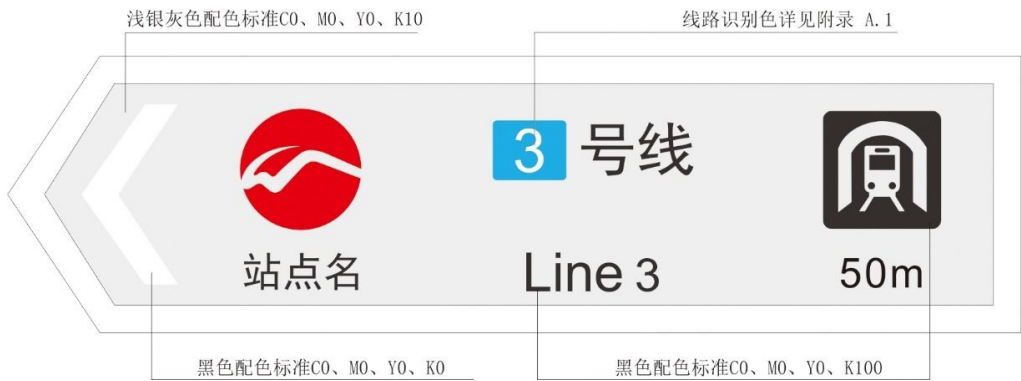 浅银灰色配色标准C0、M0、Y0、K10
线路识别色详见附录 A.1
3 号线
站点名
Line 3
50m
黑色配色标准C0、M0、Y0、K0
黑色配色标准C0、M0、Y0、K100